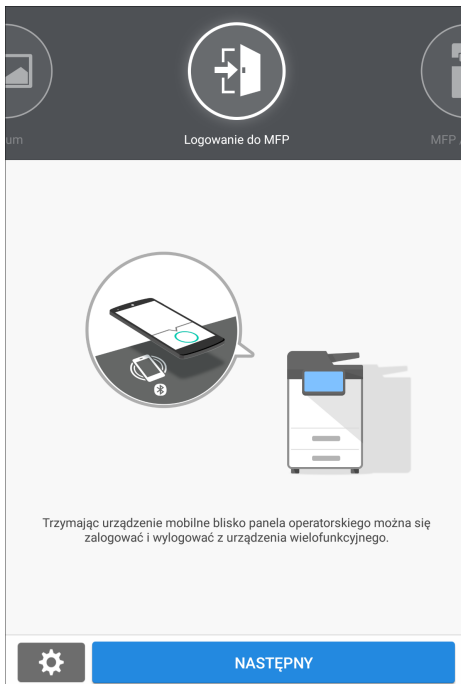 um
Logowanie do MFP
MFP
Trzymając urządzenie mobilne blisko panela operatorskiego można się
zalogować i wylogować z urządzenia wielofunkcyjnego.
NASTĘPNY